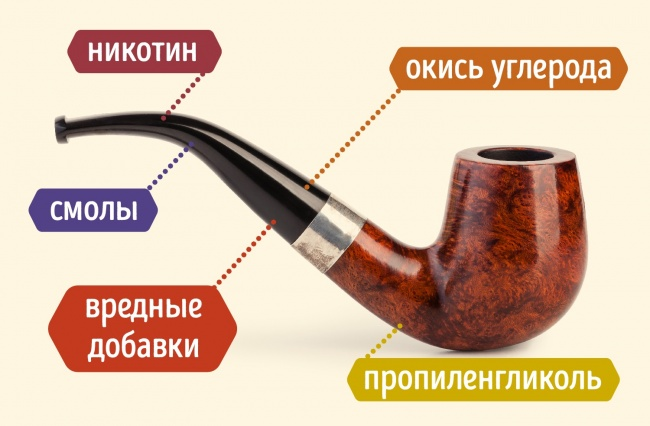 никотин
окись углерода
смолы
вредные
добавки
пропиленгликоль